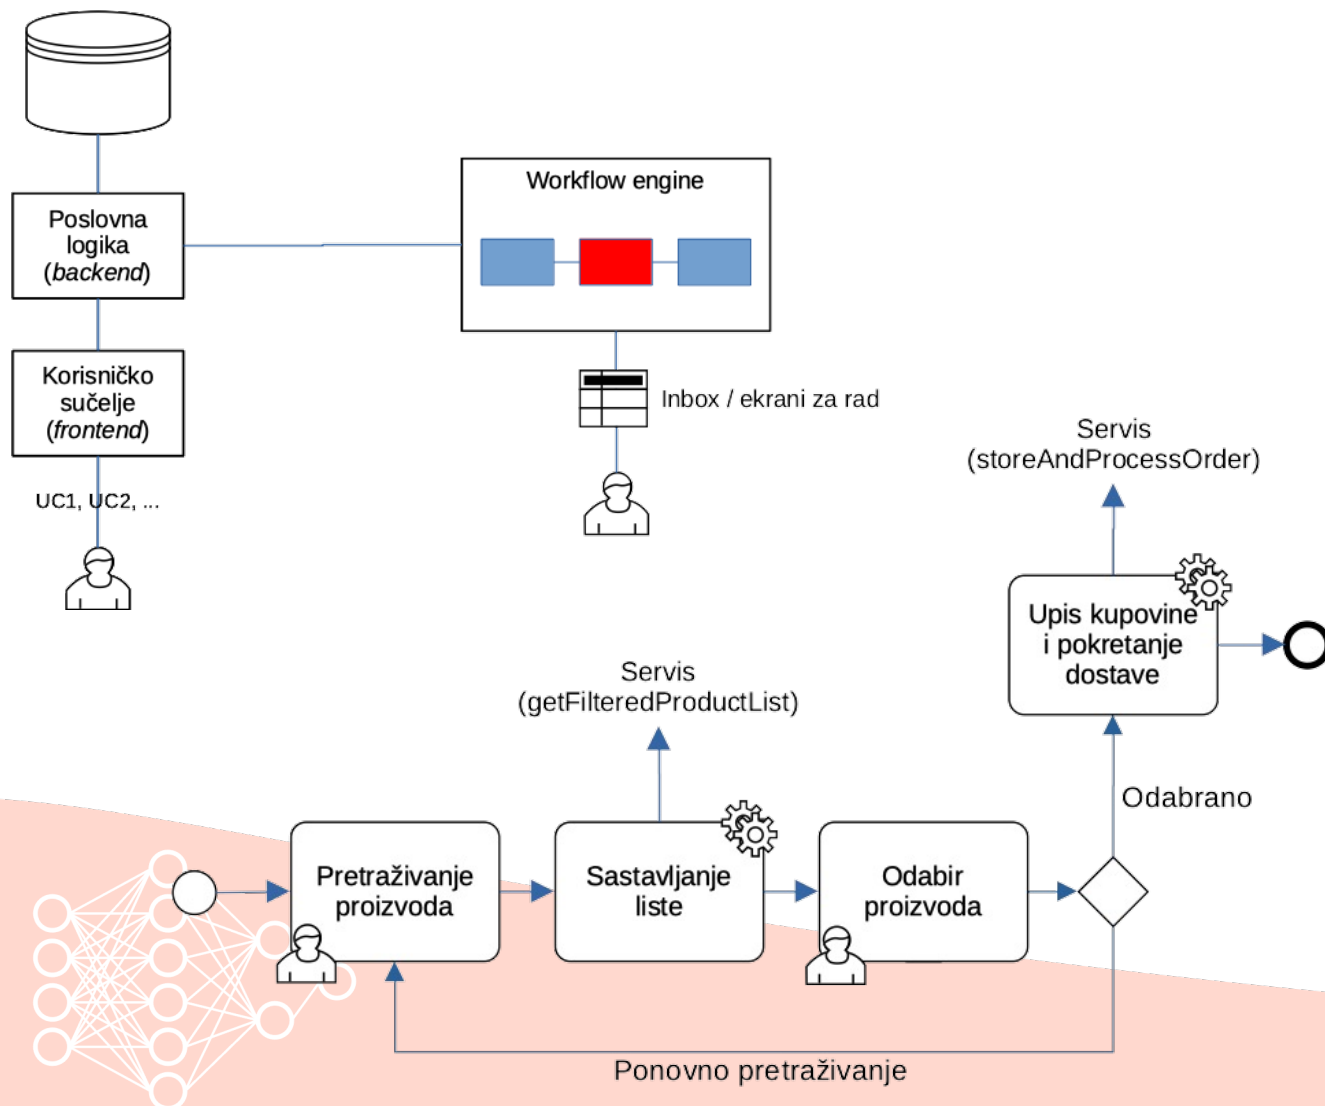 Workflow engine
Poslovna
logika
(backend)
Korisničko
sučelje
(frontend)
Inbox / ekrani za rad
UC1, UC2, ...
Servis
(storeAndProcessOrder)
Upis kupovine
i pokretanje
dostave
Servis
(getFilteredProductList)
Odabrano
Pretraživanje
proizvoda
Sastavljanje
liste
Odabir
proizvoda
Ponovno pretraživanje